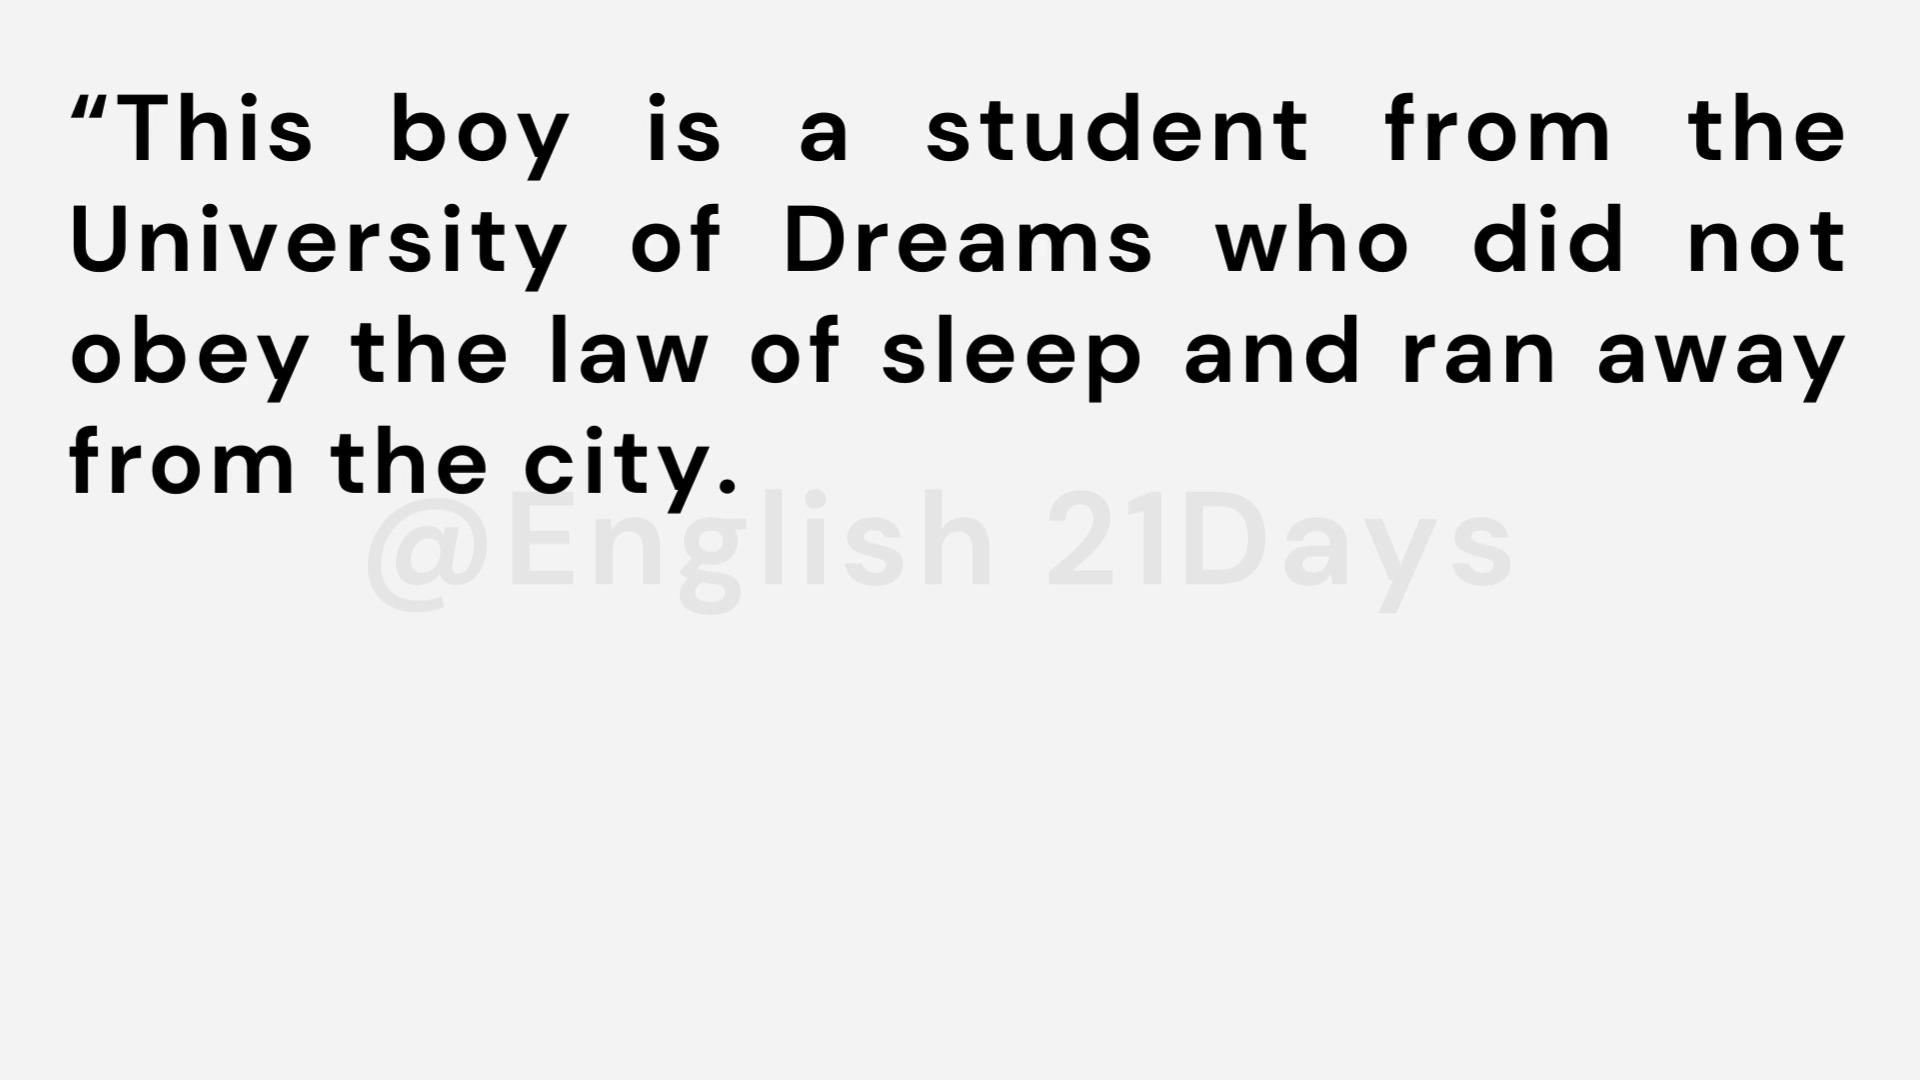 “This boy is a student from the
University of Dreams who did not
obey the law of sleep and ran away
from the city.
@English 21Days